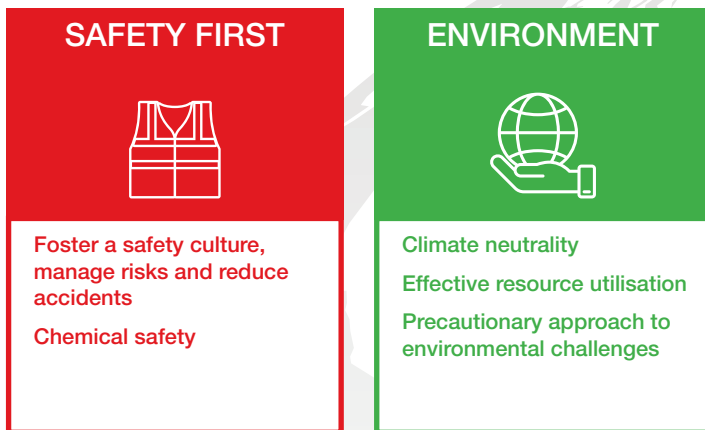 SAFETY FIRST
Foster a safety culture,
manage risks and reduce
accidents
Chemical safety
ENVIRONMENT
Climate neutrality
Effective resource utilisation
Precautionary approach to
environmental challenges